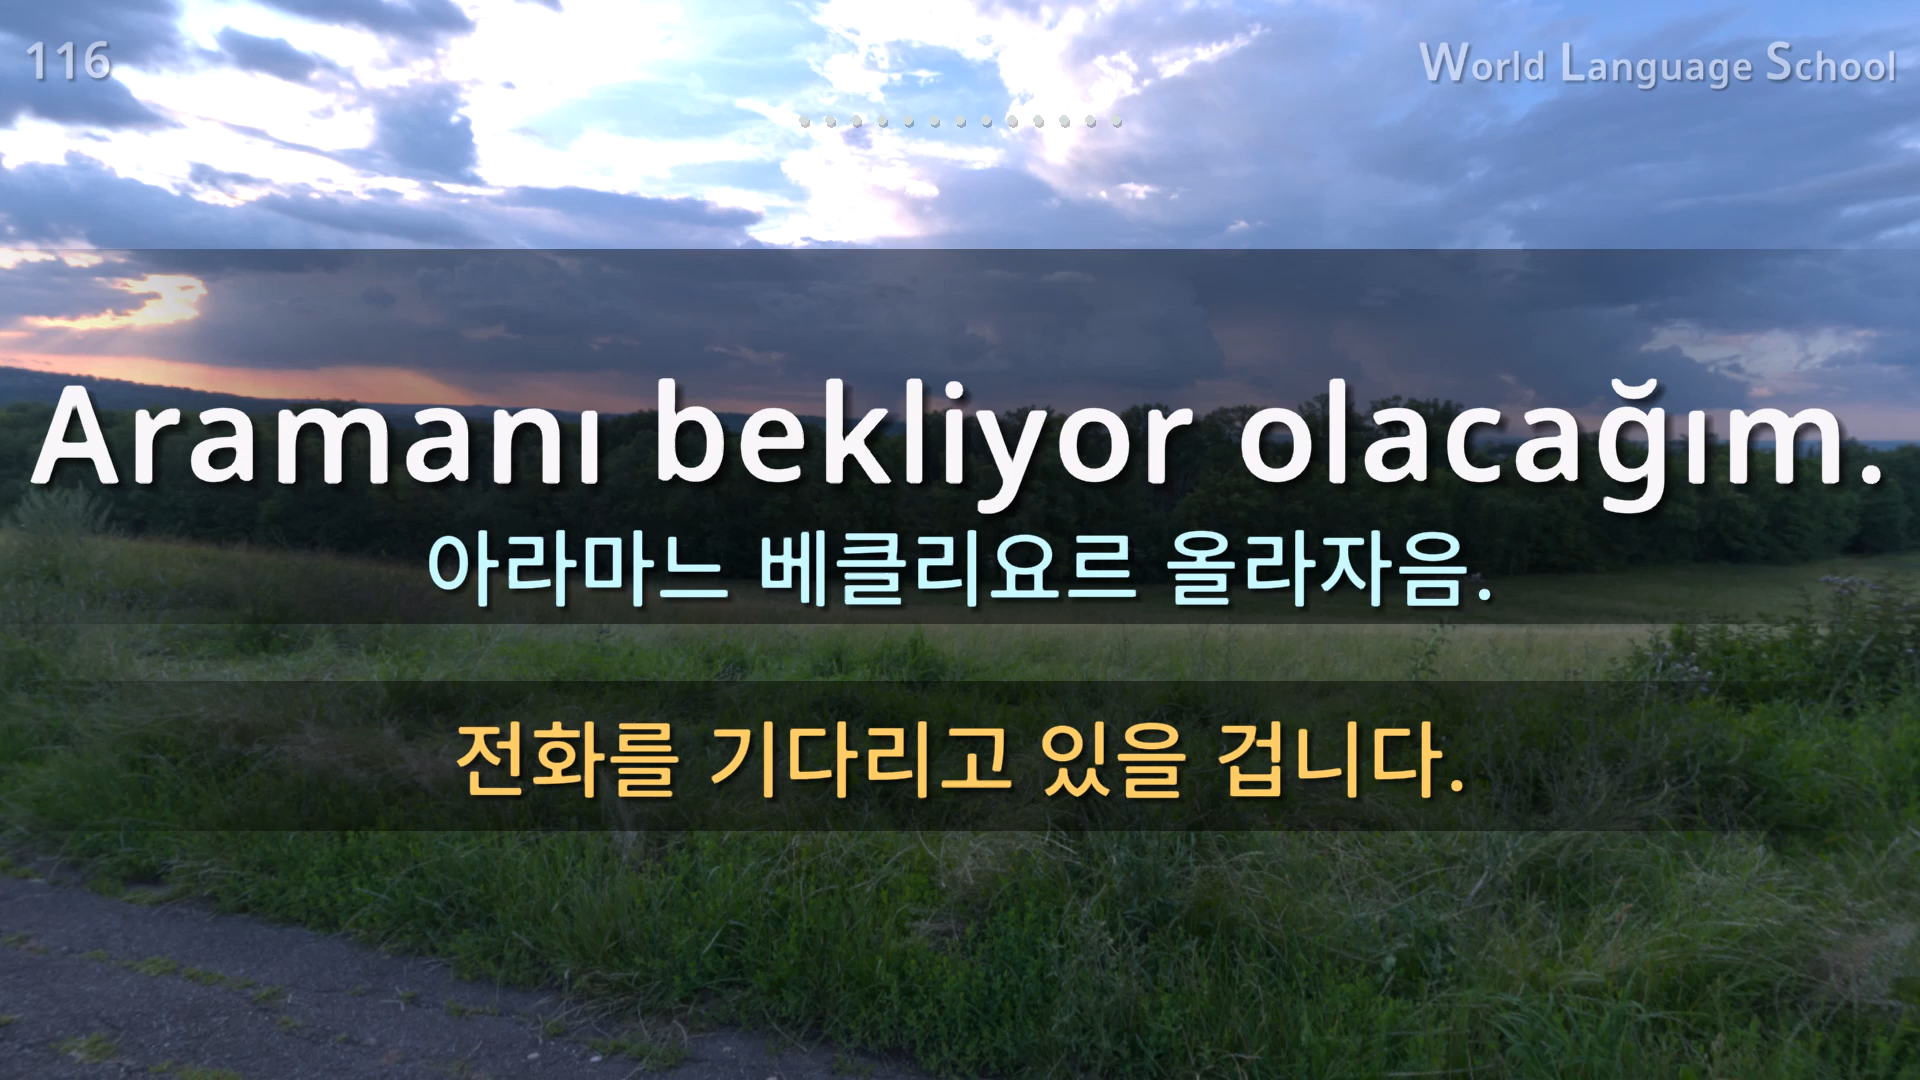 116
World Language School
Aramanı bekliyor olacağım.
아라마느 베클리요르 올라자음.
전화를 기다리고 있을 겁니다.